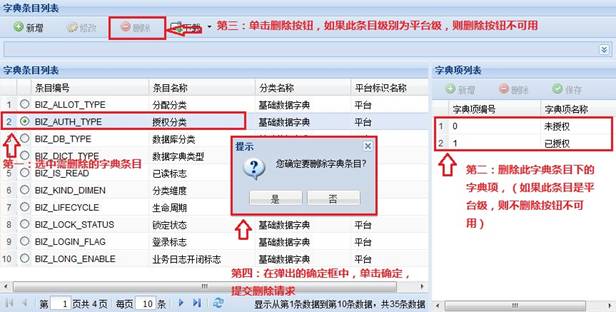 字典条目列表
新增 修改 删除 第三:单击删除按钮,如果此条目级别为平台级,则删除按钮不可用
字典条目列表 字典项列表
条目编号 条目名称 分类名称 平台标识名称 新增 删除 保存
1 BIZ_ALLOT_TYPE 分配分类 基础数据字典 平台 字典项编号 字典项名称
2 BIZ_AUTH_TYPE 授权分类 基础数据字典 平台 1 0 未授权
BIZ_DB_TYPE 数据库分类 2 1 已授权
BIZ_DICT_TYPE 数据字典类型
第一:选中需删除的字典条目
5 BIZ_IS_READ 已读标志
6 BIZ_KIND_DIMEN 分类维度
7 BIZ_LIFECYCLE 生命周期
8 BIZ_LOCK_STATUS 锁定状态 基础数据字典 平台
9 BIZ_LOGIN_FLAG 登录标志 基础数据字典 平台
10 BIZ_LONG_ENABLE 业务日志开闭标志 基础数据字典 平台
提示
您确定要删除字典条目?
是 否
第二:删除此字典条目下的
字典项,(如果此条目是平
台级,则不删除按钮不可
用)
第四:在弹出的确定框中,单击确定,
提交删除请求
第 1 页共 4 页 每页 10 条 显示从第1条数据到第10条数据,共35条数据